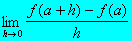 lim h→0 f(a+h) − f(a) / h